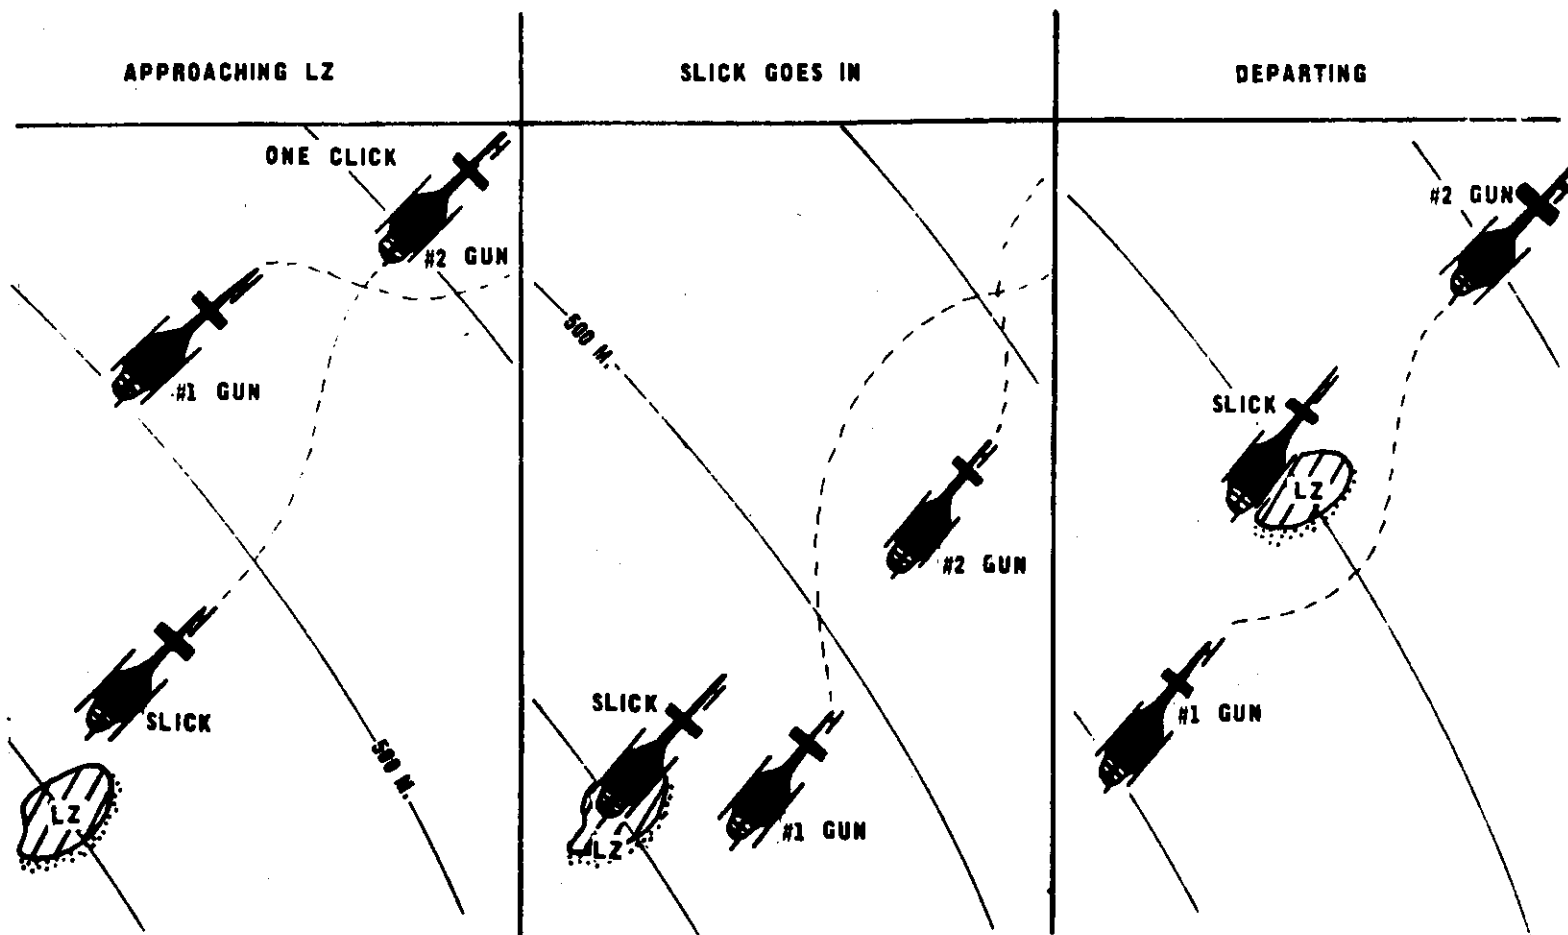 APPROACHING LZ
ONE CLICK
#2 GUN
#1 GUN
SLICK
500 M.
LZ
SLICK GOES IN
500 M.
#2 GUN
SLICK
#1 GUN
LZ
DEPARTING
#2 GUN
SLICK
LZ
#1 GUN